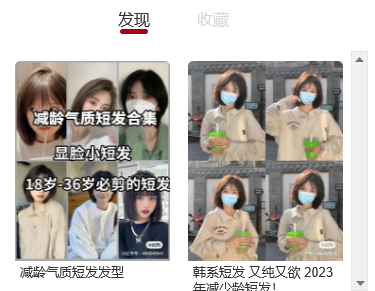 发现 收藏
减龄气质短发合集
显脸小短发
18岁-36岁必剪的短发
减龄气质短发发型
韩系短发 又纯又欲 2023
年减少龄短发!